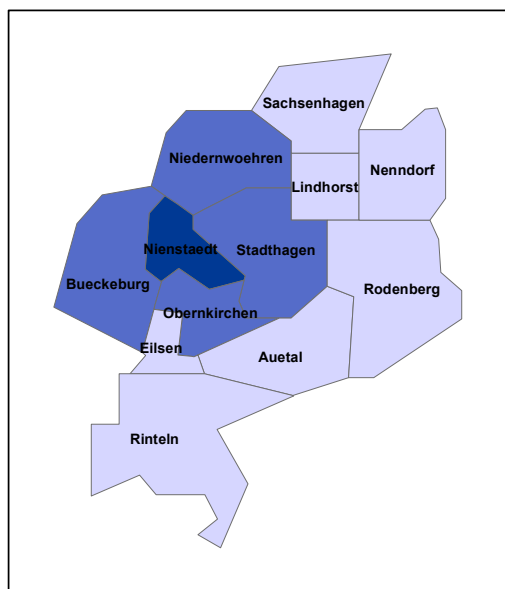 Sachsenhagen
Niedernwoehren
Nenndorf
Lindhorst
Nienstaedt
Stadthagen
Bueckeburg
Rodenberg
Obernkirchen
Eilsen
Auetal
Rinteln